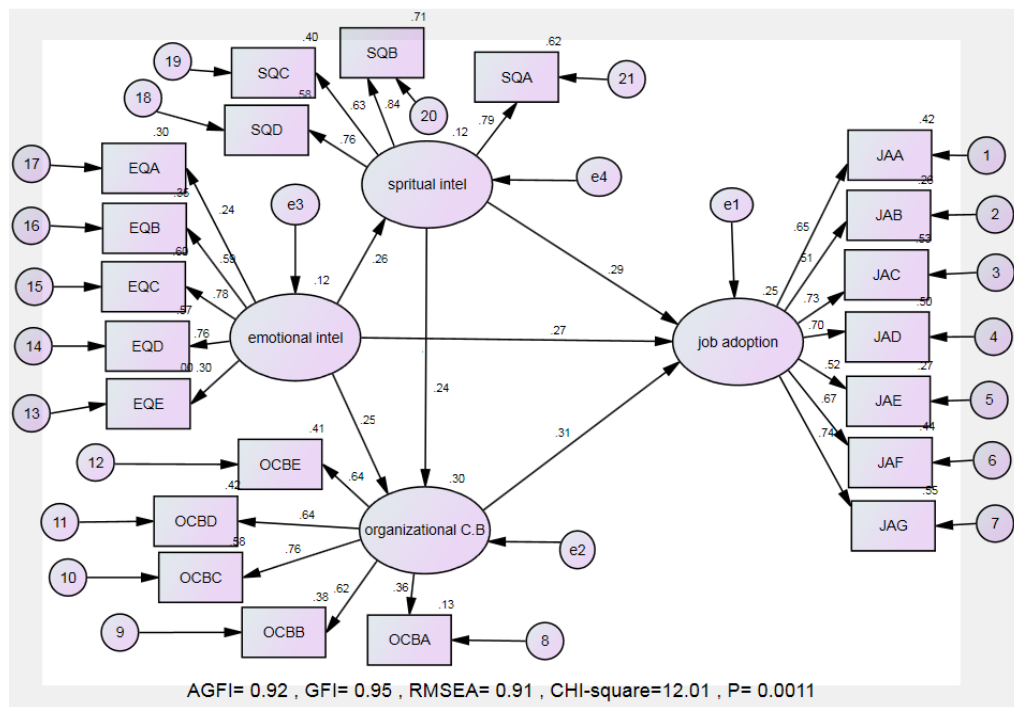 .71
.40
SQB
.62
19
SQC
SQA
21
.58
.63
.84
.79
18
20
.12
SQD
.76
.42
.30
JAA
1
17
EQA
spritual intel
e4
.26
.35
e3
e1
.65
JAB
2
16
EQB
.24
.53
.60
.59
.26
.51
15
EQC
.78
.12
.29
.25
.73
JAC
3
.57
.50
14
EQD
.76
emotional intel
.27
job adoption
.70
JAD
4
.00
.30
.52
.27
13
EQE
.24
.67
JAE
5
.25
.31
.74
.44
.41
JAF
6
12
OCBE
.64
.30
.55
.42
JAG
7
11
OCBD
.64
organizational C.B
.58
e2
10
OCBC
.76
.62
.36
.38
.13
9
OCBB
OCBA
8
AGFI= 0.92 , GFI= 0.95 , RMSEA= 0.91 , CHI-square=12.01 , P= 0.0011